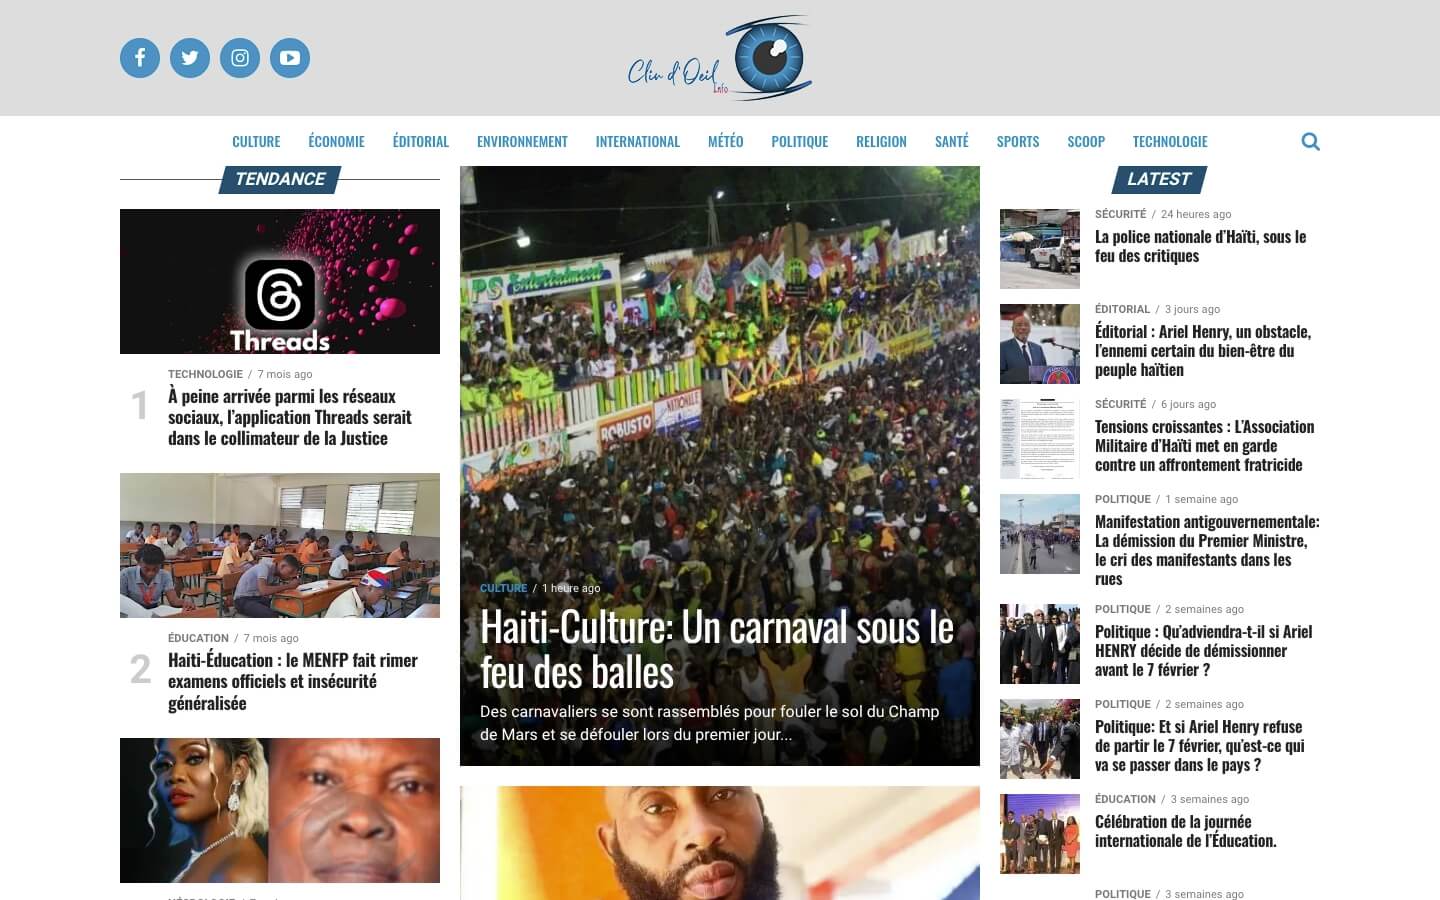 Clin d'Oeil
Info
CULTURE
ÉCONOMIE
ÉDITORIAL
ENVIRONNEMENT
INTERNATIONAL
MÉTÉO
POLITIQUE
RELIGION
SANTÉ
SPORTS
SCOOP
TECHNOLOGIE
TENDANCE
Threads
TECHNOLOGIE / 7 mois ago
1
À peine arrivée parmi les réseaux
sociaux, l’application Threads serait
dans le collimateur de la Justice
ÉDUCATION / 7 mois ago
2
Haiti-Éducation : le MENFP fait rimer
examens officiels et insécurité
généralisée
PS Entertainment
ROBUSTO
NATIONALE
CULTURE / 1 heure ago
Haiti-Culture: Un carnaval sous le
feu des balles
Des carnavaliers se sont rassemblés pour fouler le sol du Champ
de Mars et se défouler lors du premier jour...
LATEST
SÉCURITÉ / 24 heures ago
La police nationale d’Haïti, sous le
feu des critiques
ÉDITORIAL / 3 jours ago
Éditorial : Ariel Henry, un obstacle,
l’ennemi certain du bien-être du
peuple haïtien
SÉCURITÉ / 6 jours ago
Tensions croissantes : L’Association
Militaire d’Haïti met en garde
contre un affrontement fratricide
POLITIQUE / 1 semaine ago
Manifestation antigouvernementale:
La démission du Premier Ministre,
le cri des manifestants dans les
rues
POLITIQUE / 2 semaines ago
Politique : Qu’adviendra-t-il si Ariel
HENRY décide de démissionner
avant le 7 février ?
POLITIQUE / 2 semaines ago
Politique: Et si Ariel Henry refuse
de partir le 7 février, qu’est-ce qui
va se passer dans le pays ?
ÉDUCATION / 3 semaines ago
Célébration de la journée
internationale de l’Éducation.
POLITIQUE / 3 semaines ago